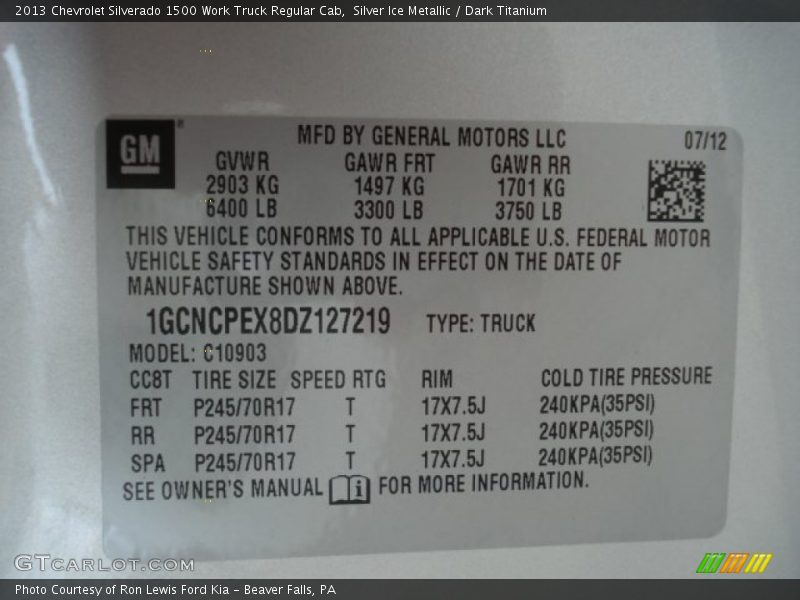 2013 Chevrolet Silverado 1500 Work Truck Regular Cab,  Silver Ice Metallic / Dark Titanium
GM
MFD BY GENERAL MOTORS LLC 07/12
GVWR GAWR FRT GAWR RR
2903 KG 1497 KG 1701 KG
6400 LB 3300 LB 3750 LB
THIS VEHICLE CONFORMS TO ALL APPLICABLE U.S. FEDERAL MOTOR
VEHICLE SAFETY STANDARDS IN EFFECT ON THE DATE OF
MANUFACTURE SHOWN ABOVE.
1GCNCPEX8DZ127219 TYPE: TRUCK
MODEL: C10903
CC8T TIRE SIZE SPEED RTG RIM COLD TIRE PRESSURE
FRT P245/70R17 T 17X7.5J 240KPA(35PSI)
RR P245/70R17 T 17X7.5J 240KPA(35PSI)
SPA P245/70R17 T 17X7.5J 240KPA(35PSI)
SEE OWNER'S MANUAL i FOR MORE INFORMATION.
GTCARLOT.COM
Photo Courtesy of Ron Lewis Ford Kia - Beaver Falls, PA